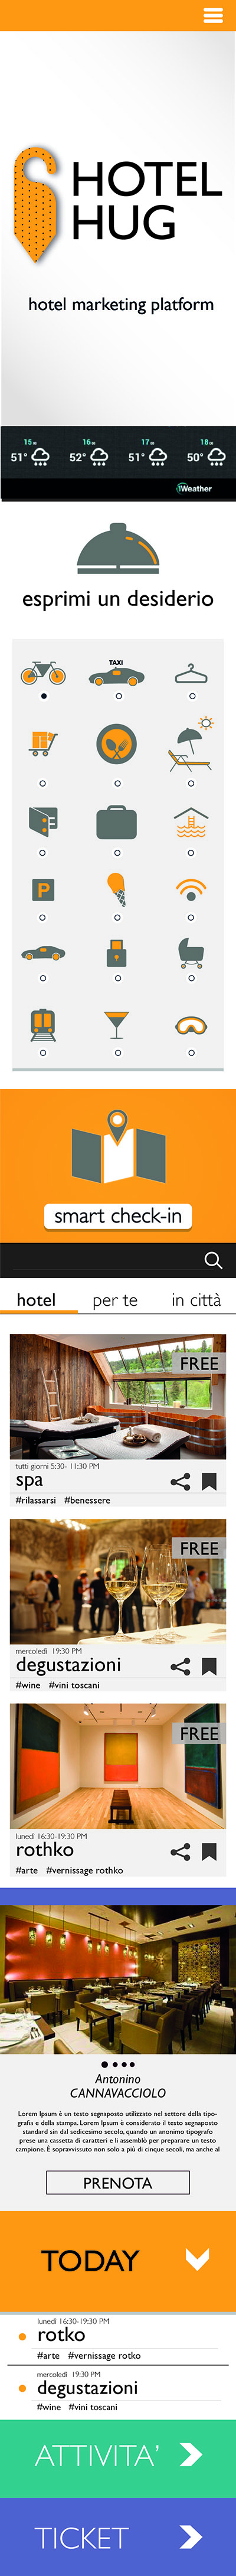 HOTEL
HUG
hotel marketing platform
15 16 17 18
51° 52° 51° 50°
Weather
esprimi un desiderio
TAXI
P
smart check-in
hotel per te in città
FREE
tutti giorni 5:30- 11:30 PM
spa
#rilassarsi #benessere
FREE
mercoledì 19:30 PM
degustazioni
#wine #vini toscani
FREE
lunedì 16:30-19:30 PM
rothko
#arte #vernissage rothko
Antonino
CANNAVACCIOLO
Lorem Ipsum è un testo segnaposto utilizzato nel settore della tipo-
grafia e della stampa. Lorem Ipsum è considerato il testo segnaposto
standard sin dal sedicesimo secolo, quando un anonimo tipografo
prese una cassetta di caratteri e li assemblò per preparare un testo
campione. È sopravvissuto non solo a più di cinque secoli, ma anche al
PRENOTA
TODAY
lunedì 16:30-19:30 PM
rotko
#arte #vernissage rotko
mercoledì 19:30 PM
degustazioni
#wine #vini toscani
ATTIVITA'
TICKET